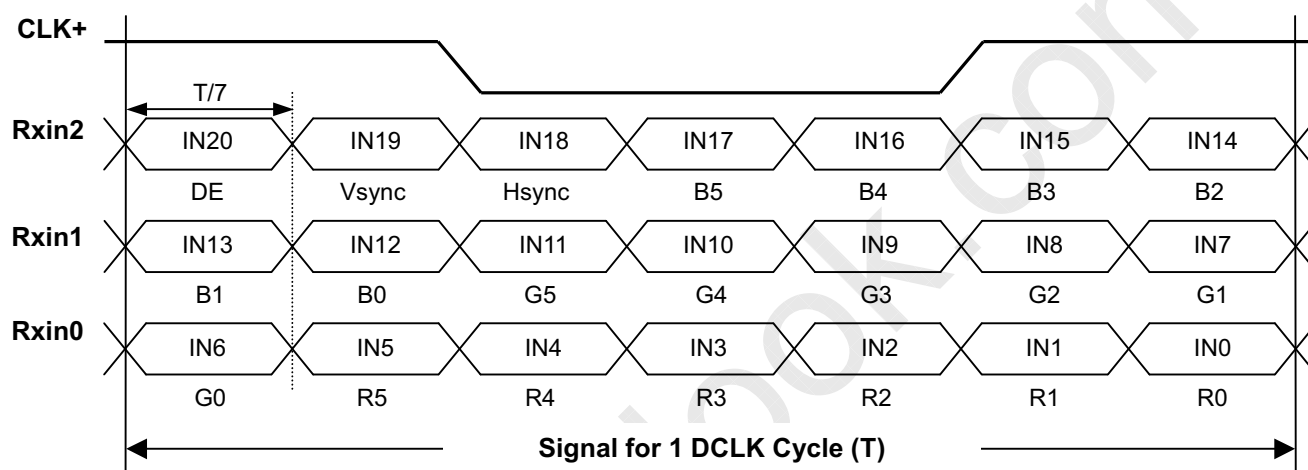 CLK+
T/7
Rxin2 IN20 IN19 IN18 IN17 IN16 IN15 IN14
DE Vsync Hsync B5 B4 B3 B2
Rxin1 IN13 IN12 IN11 IN10 IN9 IN8 IN7
B1 B0 G5 G4 G3 G2 G1
Rxin0 IN6 IN5 IN4 IN3 IN2 IN1 IN0
G0 R5 R4 R3 R2 R1 R0
Signal for 1 DCLK Cycle (T)